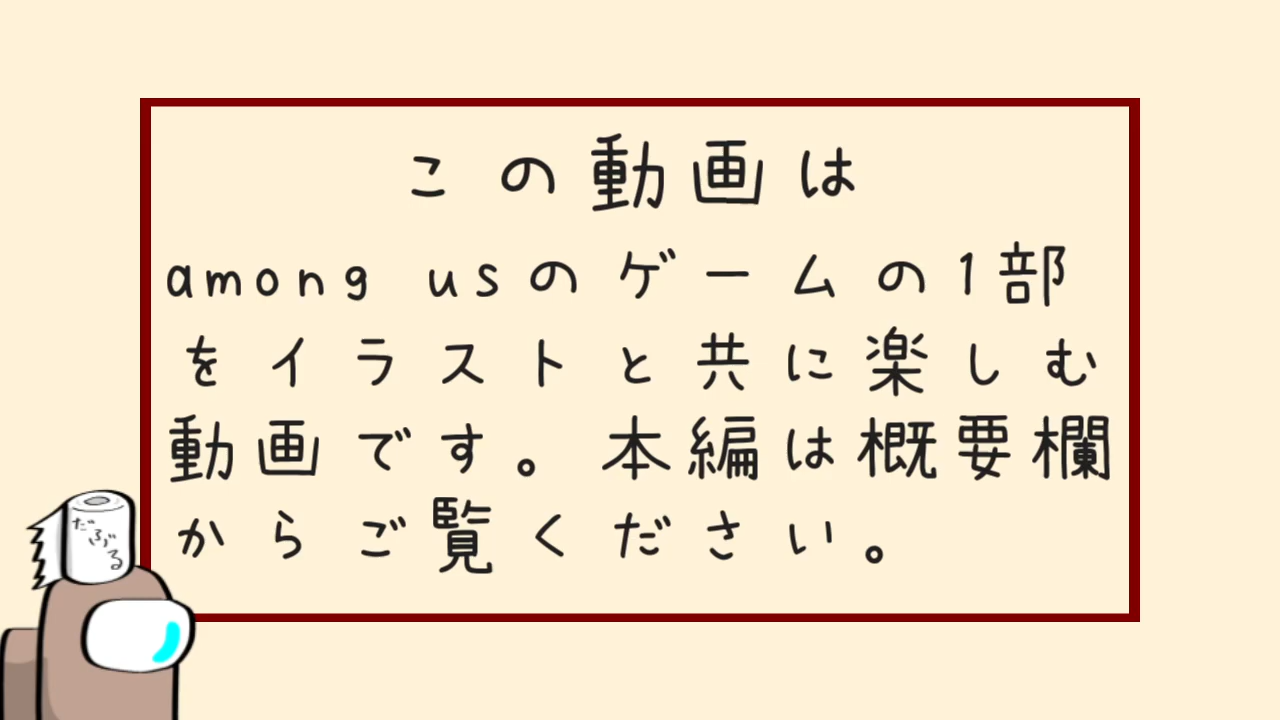 この動画は
among usのゲームの1部
をイラストと共に楽しむ
動画です。本編は概要欄
からご覧ください。
だぶる